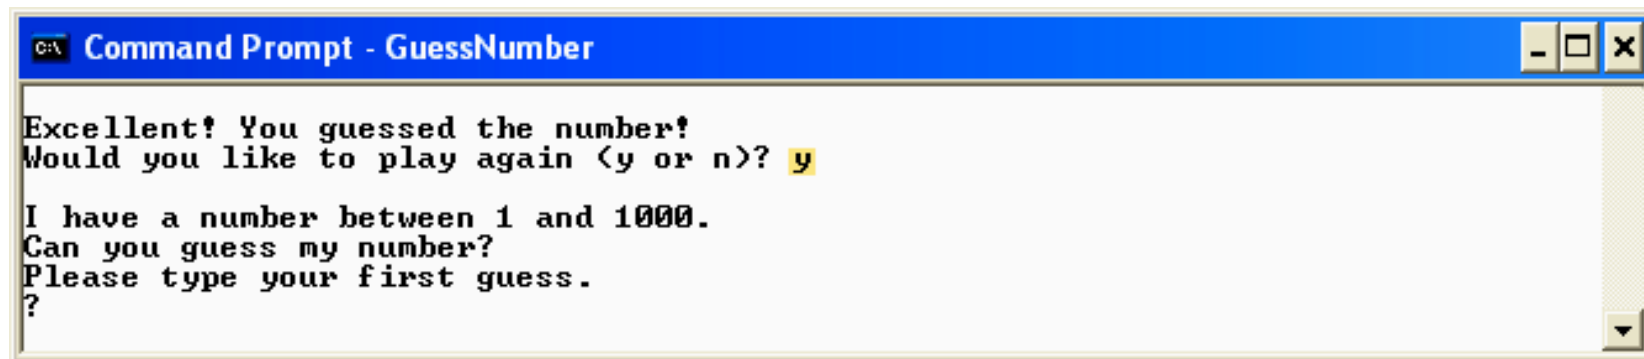 Command Prompt - GuessNumber
Excellent! You guessed the number!
Would you like to play again (y or n)? y
I have a number between 1 and 1000.
Can you guess my number?
Please type your first guess.
?